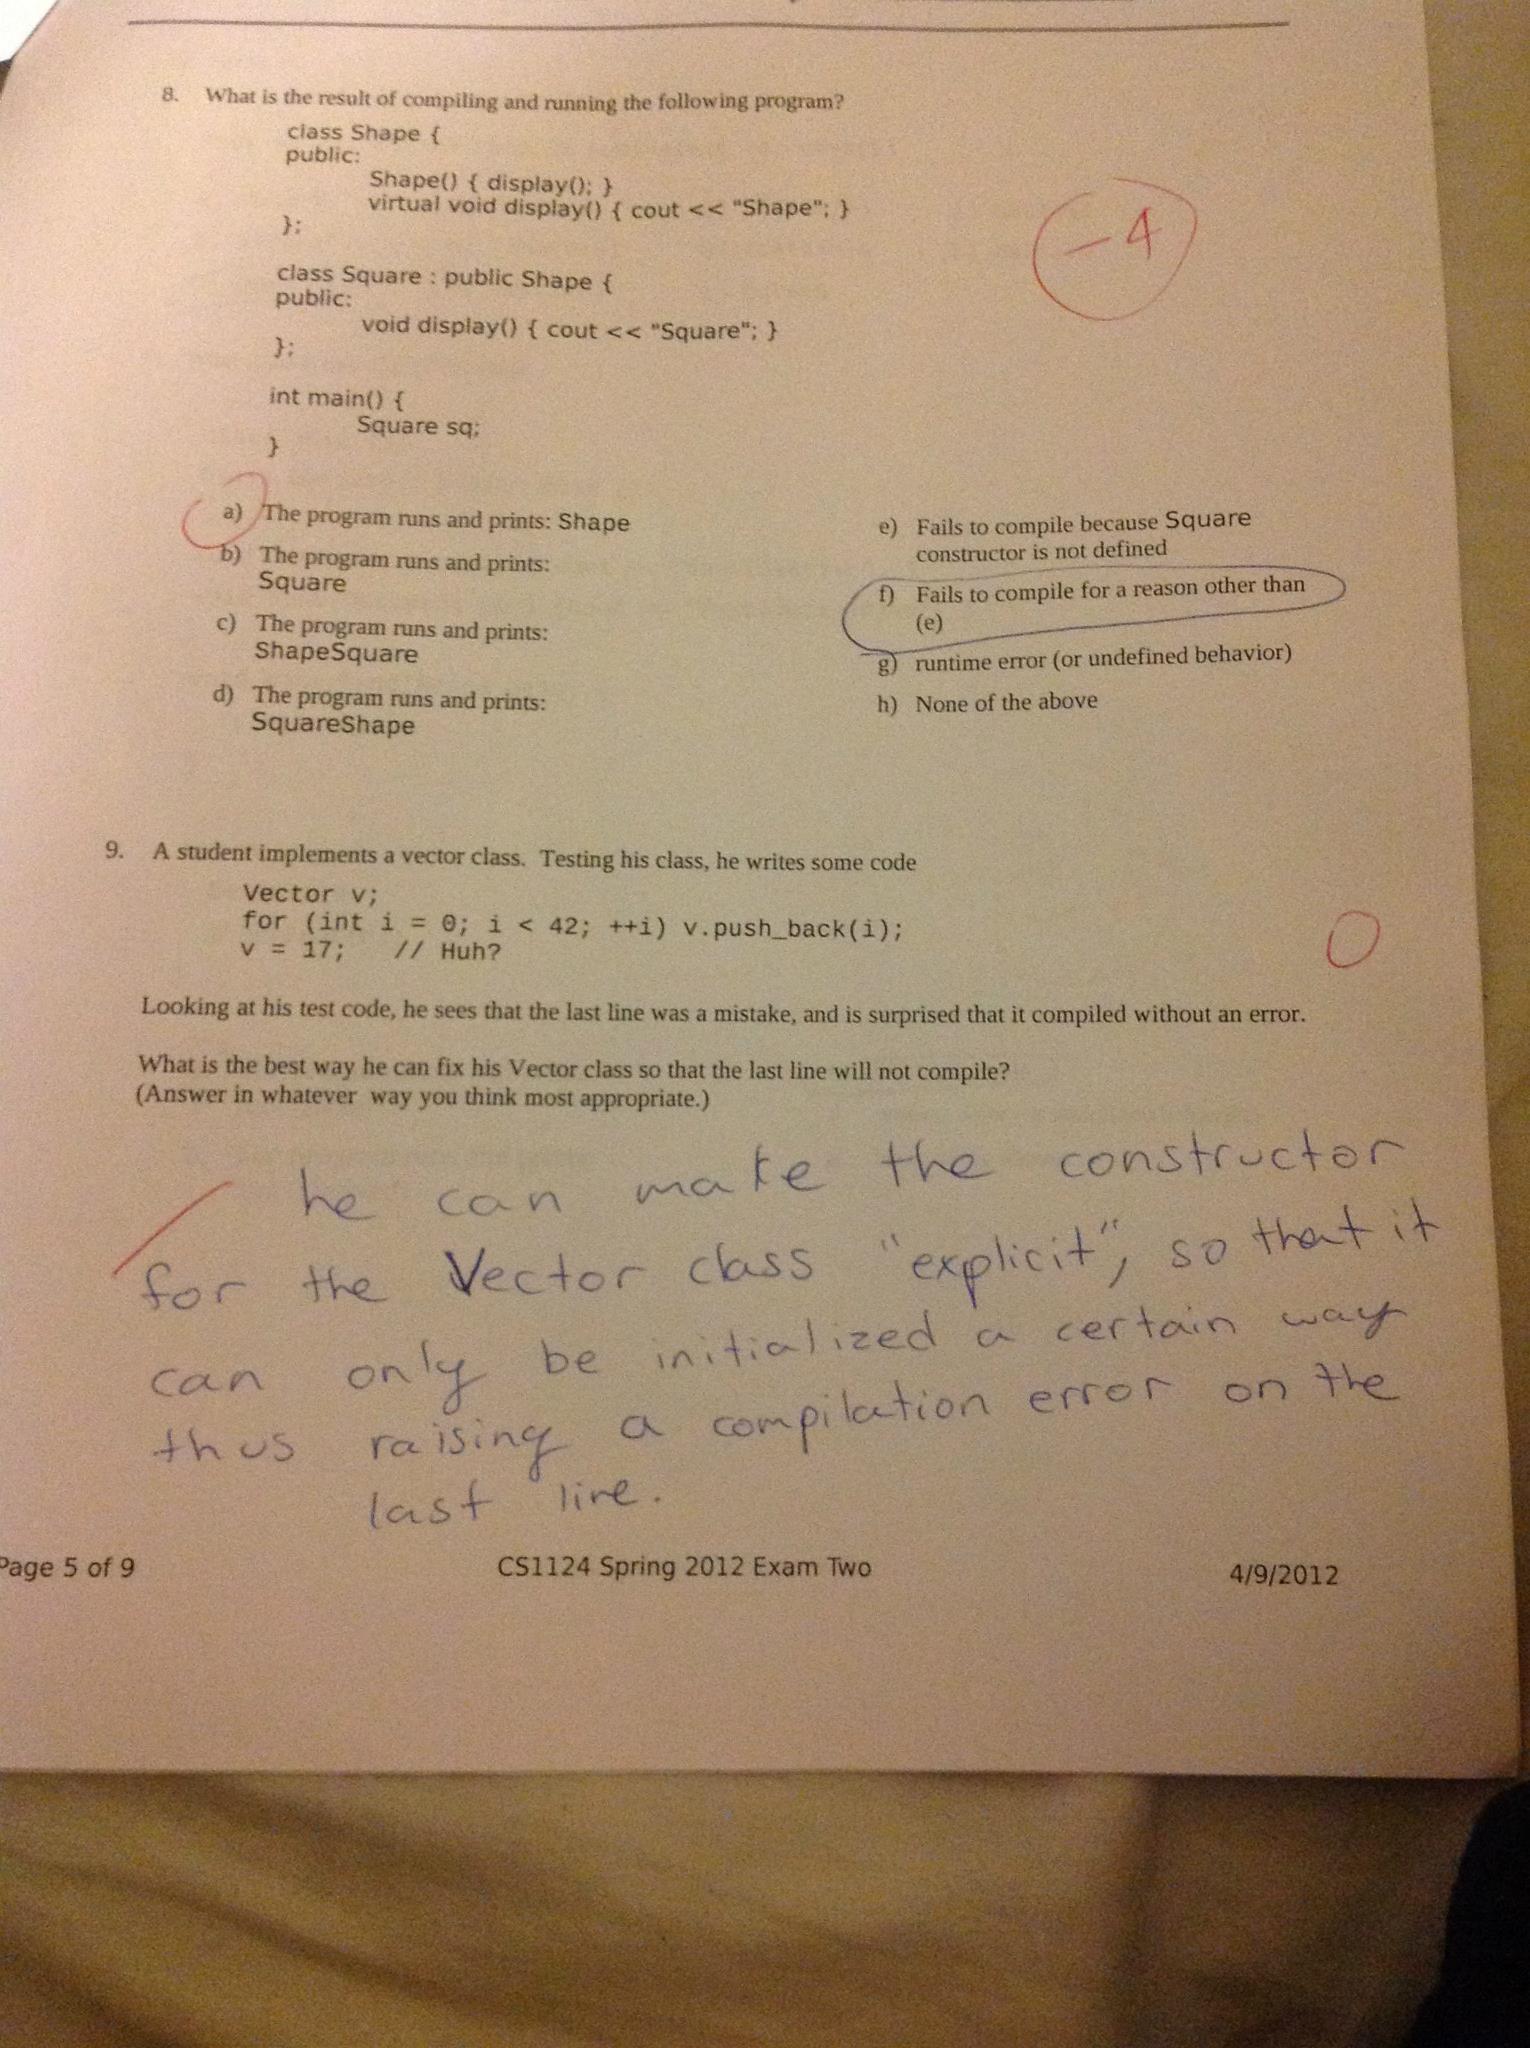 8. What is the result of compiling and running the following program?
class Shape {
public:
Shape() { display(); }
virtual void display() { cout << "Shape"; }
};
class Square : public Shape {
public:
void display() { cout << "Square"; }
};
int main() {
Square sq;
}
-4
a) The program runs and prints: Shape
b) The program runs and prints:
Square
c) The program runs and prints:
ShapeSquare
d) The program runs and prints:
SquareShape
e) Fails to compile because Square
constructor is not defined
f) Fails to compile for a reason other than
(e)
g) runtime error (or undefined behavior)
h) None of the above
9. A student implements a vector class. Testing his class, he writes some code
Vector v;
for (int i = 0; i < 42; ++i) v.push_back(i);
v = 17; // Huh?
0
Looking at his test code, he sees that the last line was a mistake, and is surprised that it compiled without an error.
What is the best way he can fix his Vector class so that the last line will not compile?
(Answer in whatever way you think most appropriate.)
he can make the constructor
for the Vector class "explicit", so that it
can only be initialized a certain way
thus raising a compilation error on the
last line.
Page 5 of 9 CS1124 Spring 2012 Exam Two 4/9/2012